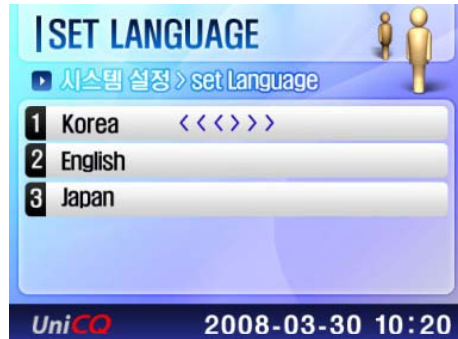 SET LANGUAGE
시스템 설정 > set Language
1 Korea < < < > > >
2 English
3 Japan
UniCQ 2008-03-30 10:20